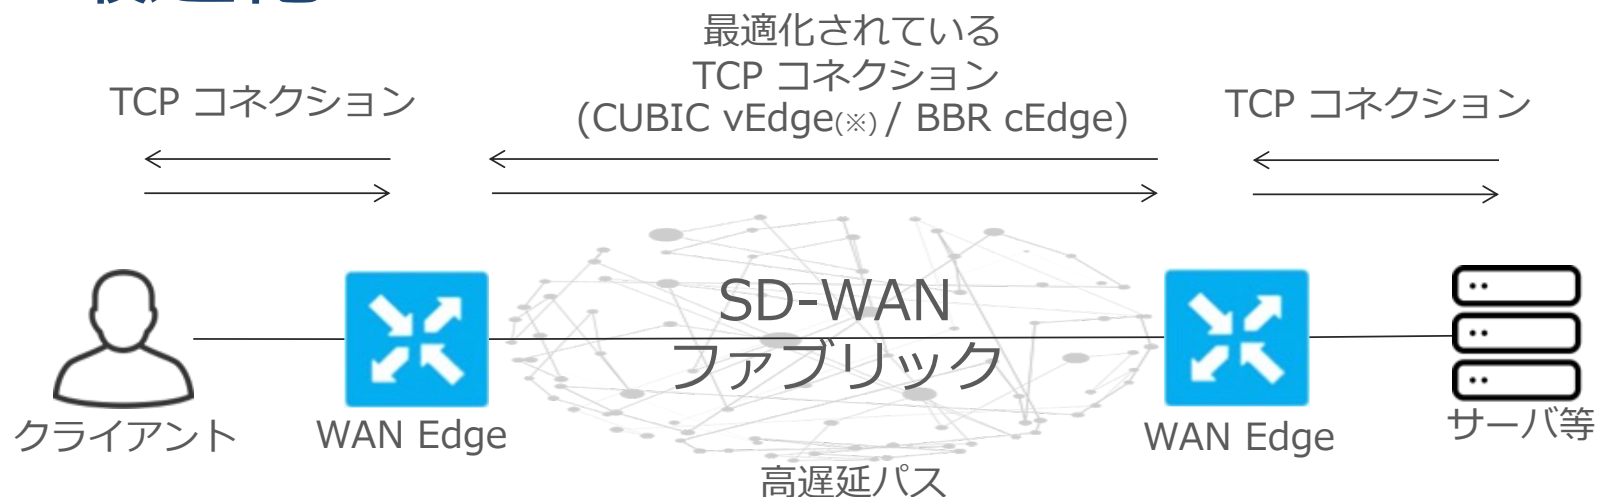 最適化されている
TCP コネクション
(CUBIC vEdge(※) / BBR cEdge)
TCP コネクション
TCP コネクション
SD-WAN
ファブリック
クライアント
WAN Edge
WAN Edge
サーバ等
高遅延パス